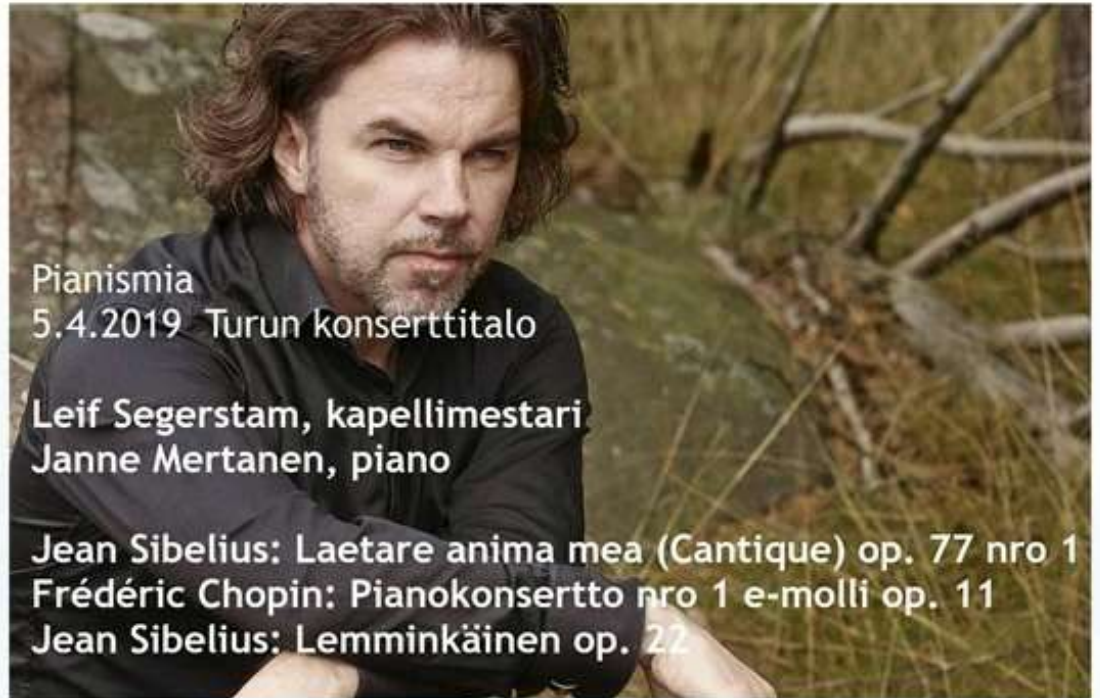 Pianismia
5.4.2019 Turun konserttitalo
Leif Segerstam, kapellimestari
Janne Mertanen, piano
Jean Sibelius: Laetare anima mea (Cantique) op. 77 nro 1
Frédéric Chopin: Pianokonsertto nro 1 e-molli op. 11
Jean Sibelius: Lemminkäinen op. 22